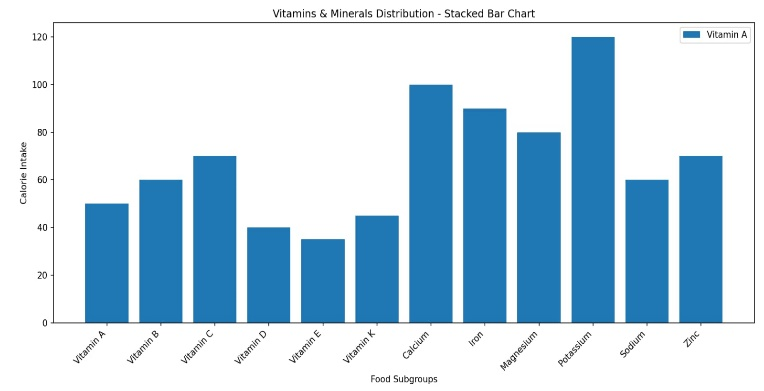 Vitamins & Minerals Distribution - Stacked Bar Chart
Vitamin A
Calorie Intake
120
100
80
60
40
20
0
Vitamin A
Vitamin B
Vitamin C
Vitamin D
Vitamin E
Vitamin K
Calcium
Iron
Magnesium
Potassium
Sodium
Zinc
Food Subgroups